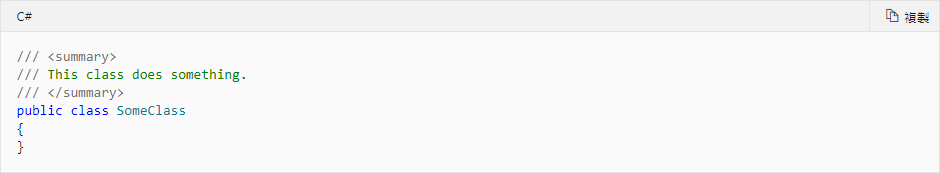 C#
複製
/// <summary>
/// This class does something.
/// </summary>
public class SomeClass
{
}